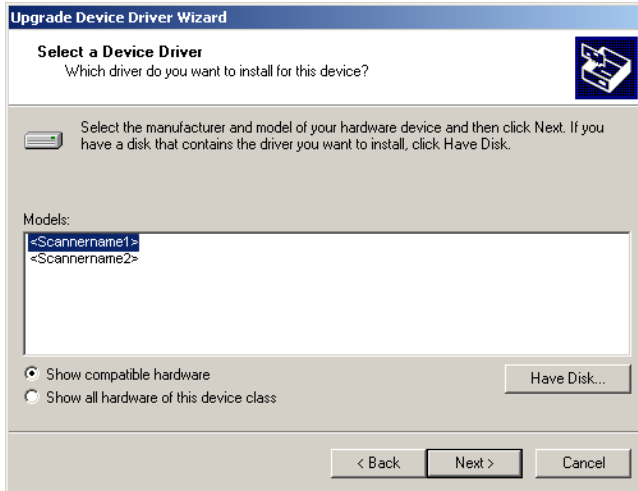 Upgrade Device Driver Wizard
Select a Device Driver
Which driver do you want to install for this device?
Select the manufacturer and model of your hardware device and then click Next. If you
have a disk that contains the driver you want to install, click Have Disk.
Models:
<Scannername1>
<Scannername2>
Show compatible hardware
Show all hardware of this device class
Have Disk...
< Back
Next >
Cancel